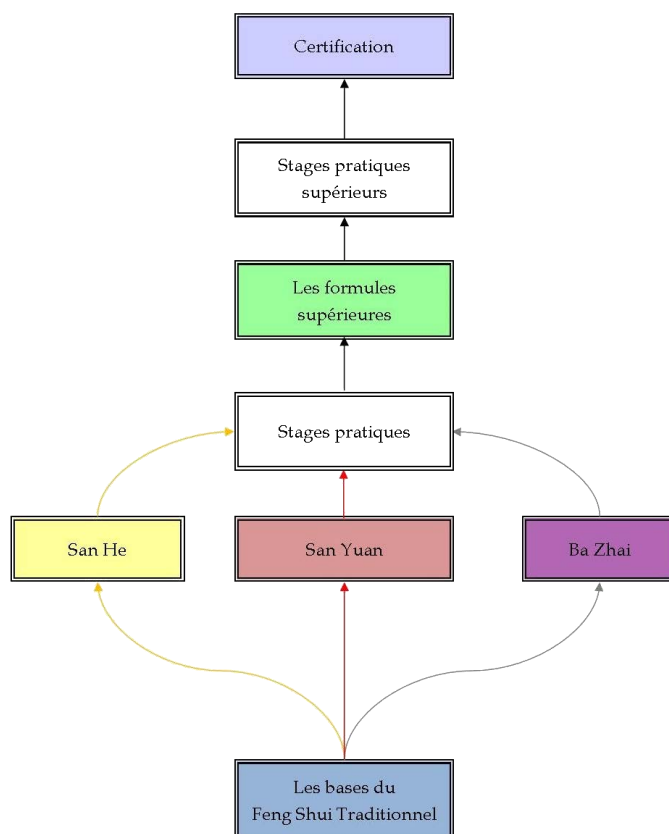 Certification
Stages pratiques
supérieurs
Les formules
supérieures
Stages pratiques
San He
San Yuan
Ba Zhai
Les bases du
Feng Shui Traditionnel